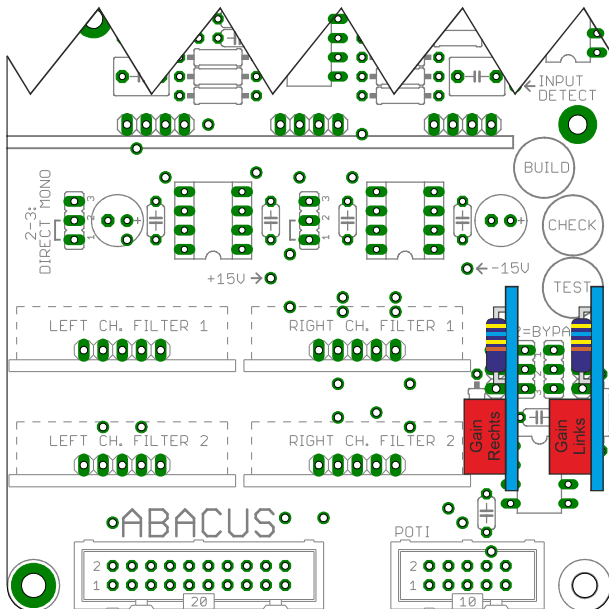 INPUT
DETECT
BUILD
2-3:
DIRECT MONO
3
2
1
+
3
2
1
+
CHECK
+15V
-15V
TEST
LEFT CH. FILTER 1
RIGHT CH. FILTER 1
=BYPA
1
3
Gain
Rechts
Gain
Links
LEFT CH. FILTER 2
RIGHT CH. FILTER 2
ABACUS
POTI
2
1
20
2
1
10